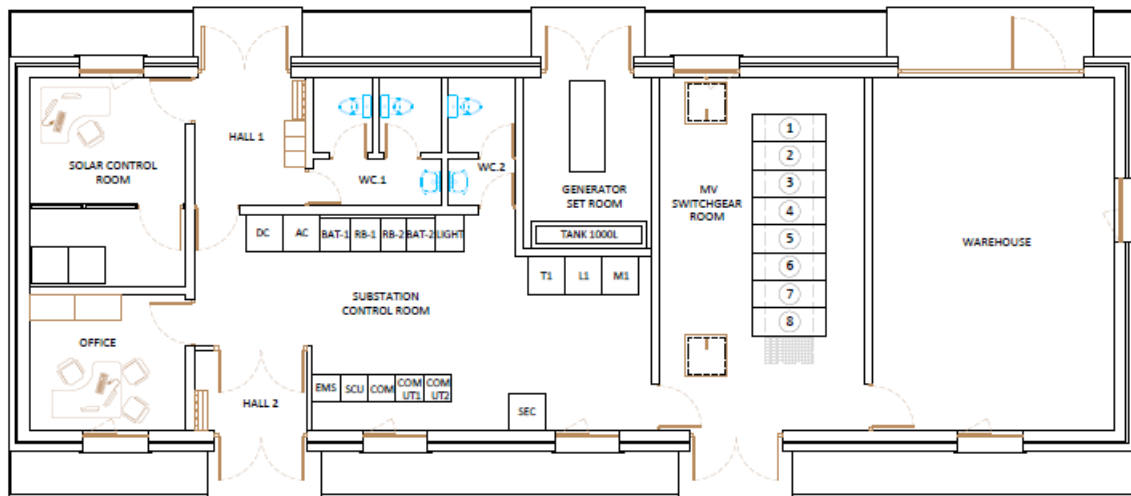 HALL 1
SOLAR CONTROL
ROOM
WC.1
WC.2
GENERATOR
SET ROOM
TANK 1000L
MV
SWITCHGEAR
ROOM
1
2
3
4
5
6
7
8
WAREHOUSE
DC
AC
BAT-1
RB-1
RB-2
BAT-2
LIGHT
T1
L1
M1
SUBSTATION
CONTROL ROOM
OFFICE
HALL 2
EMS
SCU
COM
COM
UT1
COM
UT2
SEC